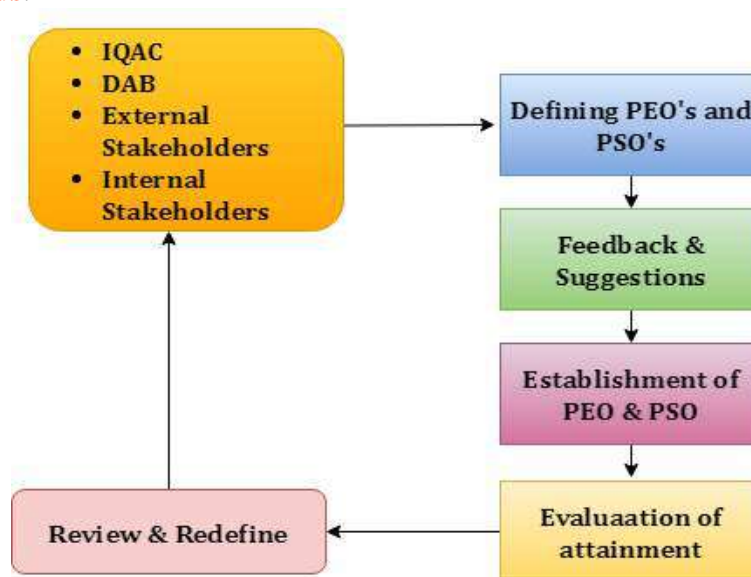 • IQAC
• DAB
• External
Stakeholders
• Internal
Stakeholders
Defining PEO's and
PSO's
Feedback &
Suggestions
Establishment of
PEO & PSO
Evaluaation of
attainment
Review & Redefine